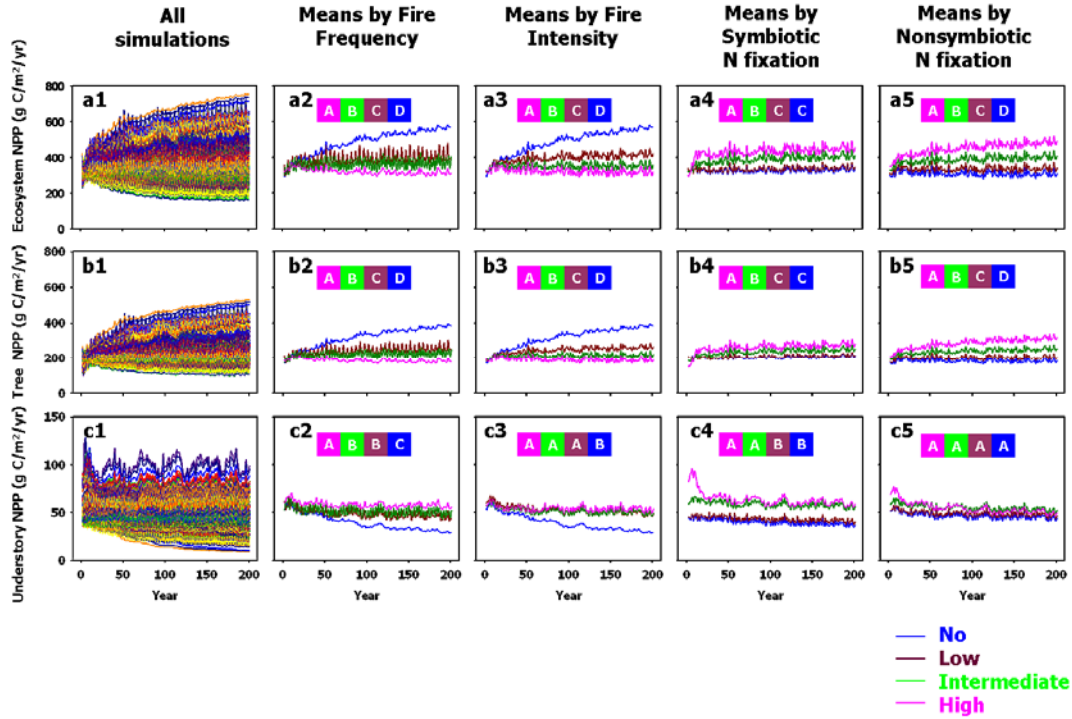 All
simulations
Means by Fire
Frequency
Means by Fire
Intensity
Means by
Symbiotic
N fixation
Means by
Nonsymbiotic
N fixation
Ecosystem NPP (g C/m²/yr)
800
600
400
200
0
a1
a2
A B C D
a3
A B C D
a4
A B C C
a5
A B C D
Tree NPP (g C/m²/yr)
800
600
400
200
0
b1
b2
A B C D
b3
A B C D
b4
A B C C
b5
A B C D
Understory NPP (g C/m²/yr)
150
100
50
0
c1
c2
A B B C
c3
A A A B
c4
A A B B
c5
A A A A
0 50 100 150 200
0 50 100 150 200
0 50 100 150 200
0 50 100 150 200
0 50 100 150 200
Year
Year
Year
Year
Year
No
Low
Intermediate
High